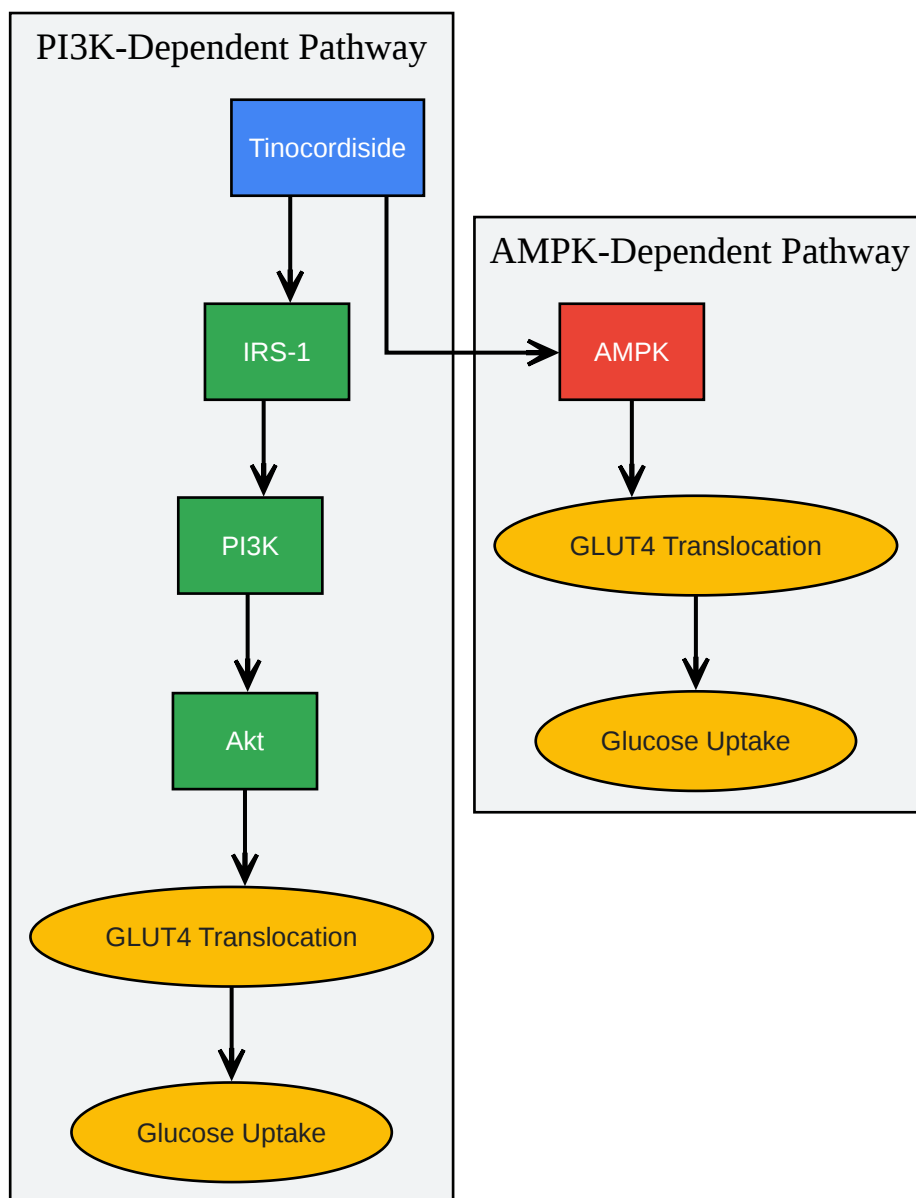 PI3K-Dependent Pathway
Tinocordiside
IRS-1
PI3K
Akt
GLUT4 Translocation
Glucose Uptake
AMPK-Dependent Pathway
AMPK
GLUT4 Translocation
Glucose Uptake